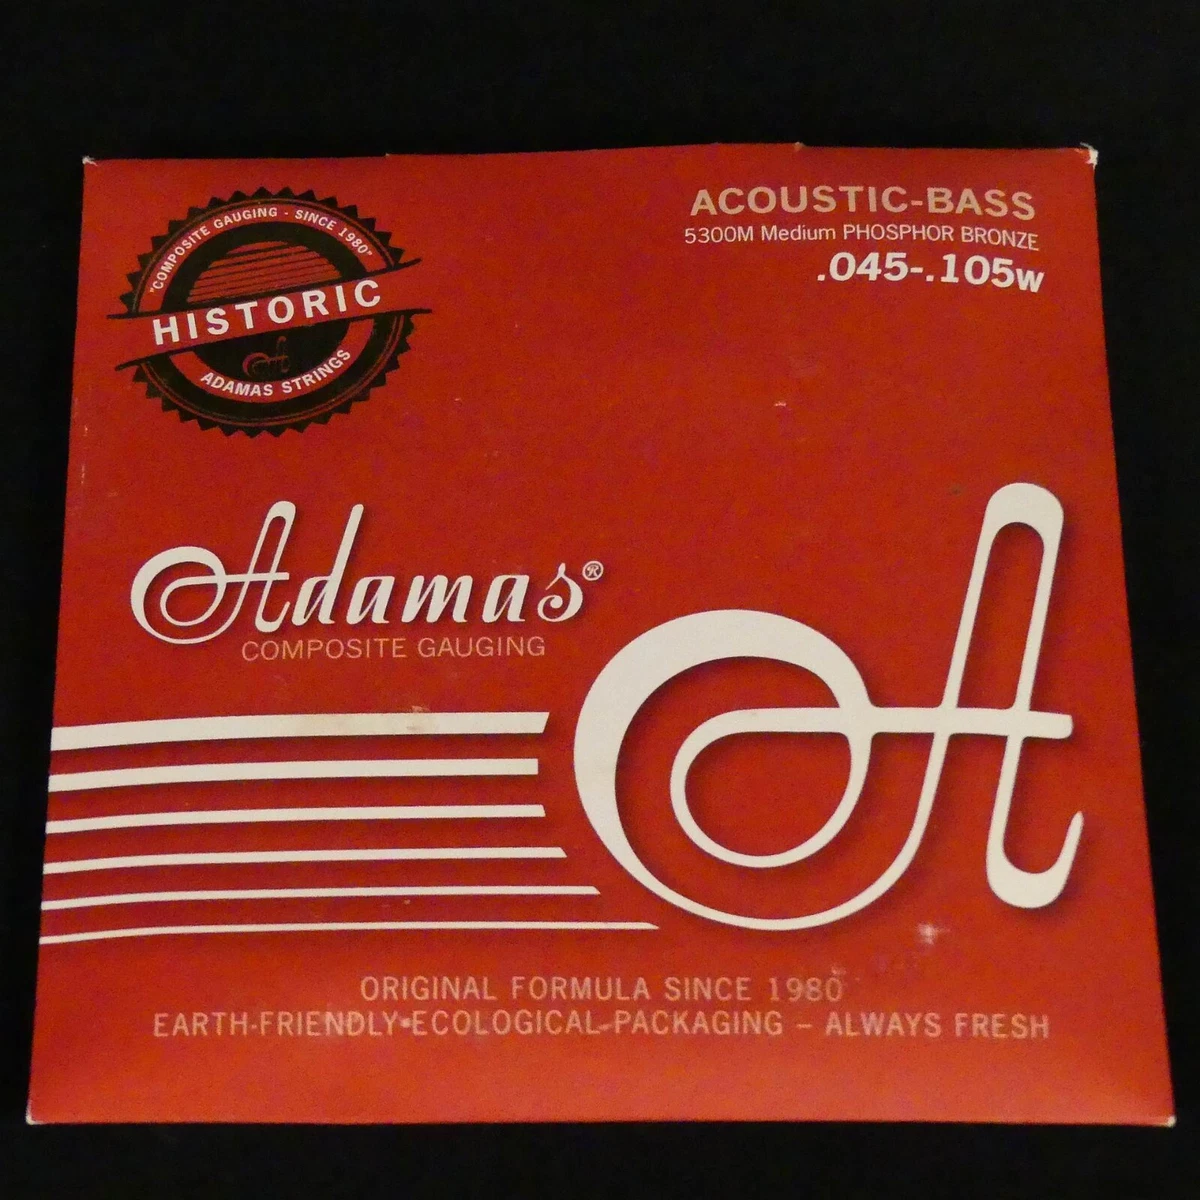 "COMPOSITE GAUGING - SINCE 1980"
HISTORIC
ADAMAS STRINGS
ACOUSTIC-BASS
5300M Medium PHOSPHOR BRONZE
.045-.105w
Adamas®
COMPOSITE GAUGING
A
ORIGINAL FORMULA SINCE 1980
EARTH-FRIENDLY-ECOLOGICAL-PACKAGING – ALWAYS FRESH